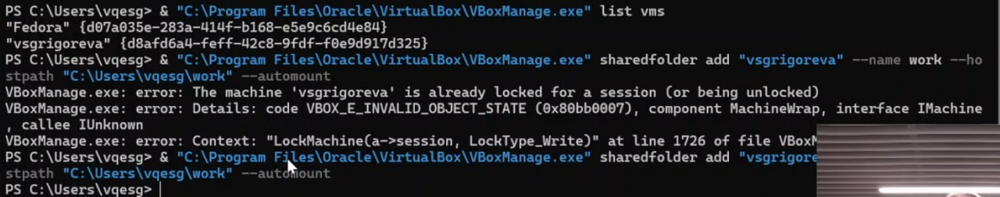 PS C:\Users\vqesg> & "C:\Program Files\Oracle\VirtualBox\VBoxManage.exe" list vms
"Fedora" {d07a035e-283a-414f-b168-e5e9c6cd4e84}
"vsgrigoreva" {d8afd6a4-feff-42c8-9fdf-f0e9d917d325}
PS C:\Users\vqesg> & "C:\Program Files\Oracle\VirtualBox\VBoxManage.exe" sharedfolder add "vsgrigoreva" --name work --ho
stpath "C:\Users\vqesg\work" --automount
VBoxManage.exe: error: The machine 'vsgrigoreva' is already locked for a session (or being unlocked)
VBoxManage.exe: error: Details: code VBOX_E_INVALID_OBJECT_STATE (0x80bb0007), component MachineWrap, interface IMachine
, callee IUnknown
VBoxManage.exe: error: Context: "LockMachine(a->session, LockType_Write)" at line 1726 of file VBoxM
PS C:\Users\vqesg> & "C:\Program Files\Oracle\VirtualBox\VBoxManage.exe" sharedfolder add "vsgrigore
stpath "C:\Users\vqesg\work" --automount
PS C:\Users\vqesg>